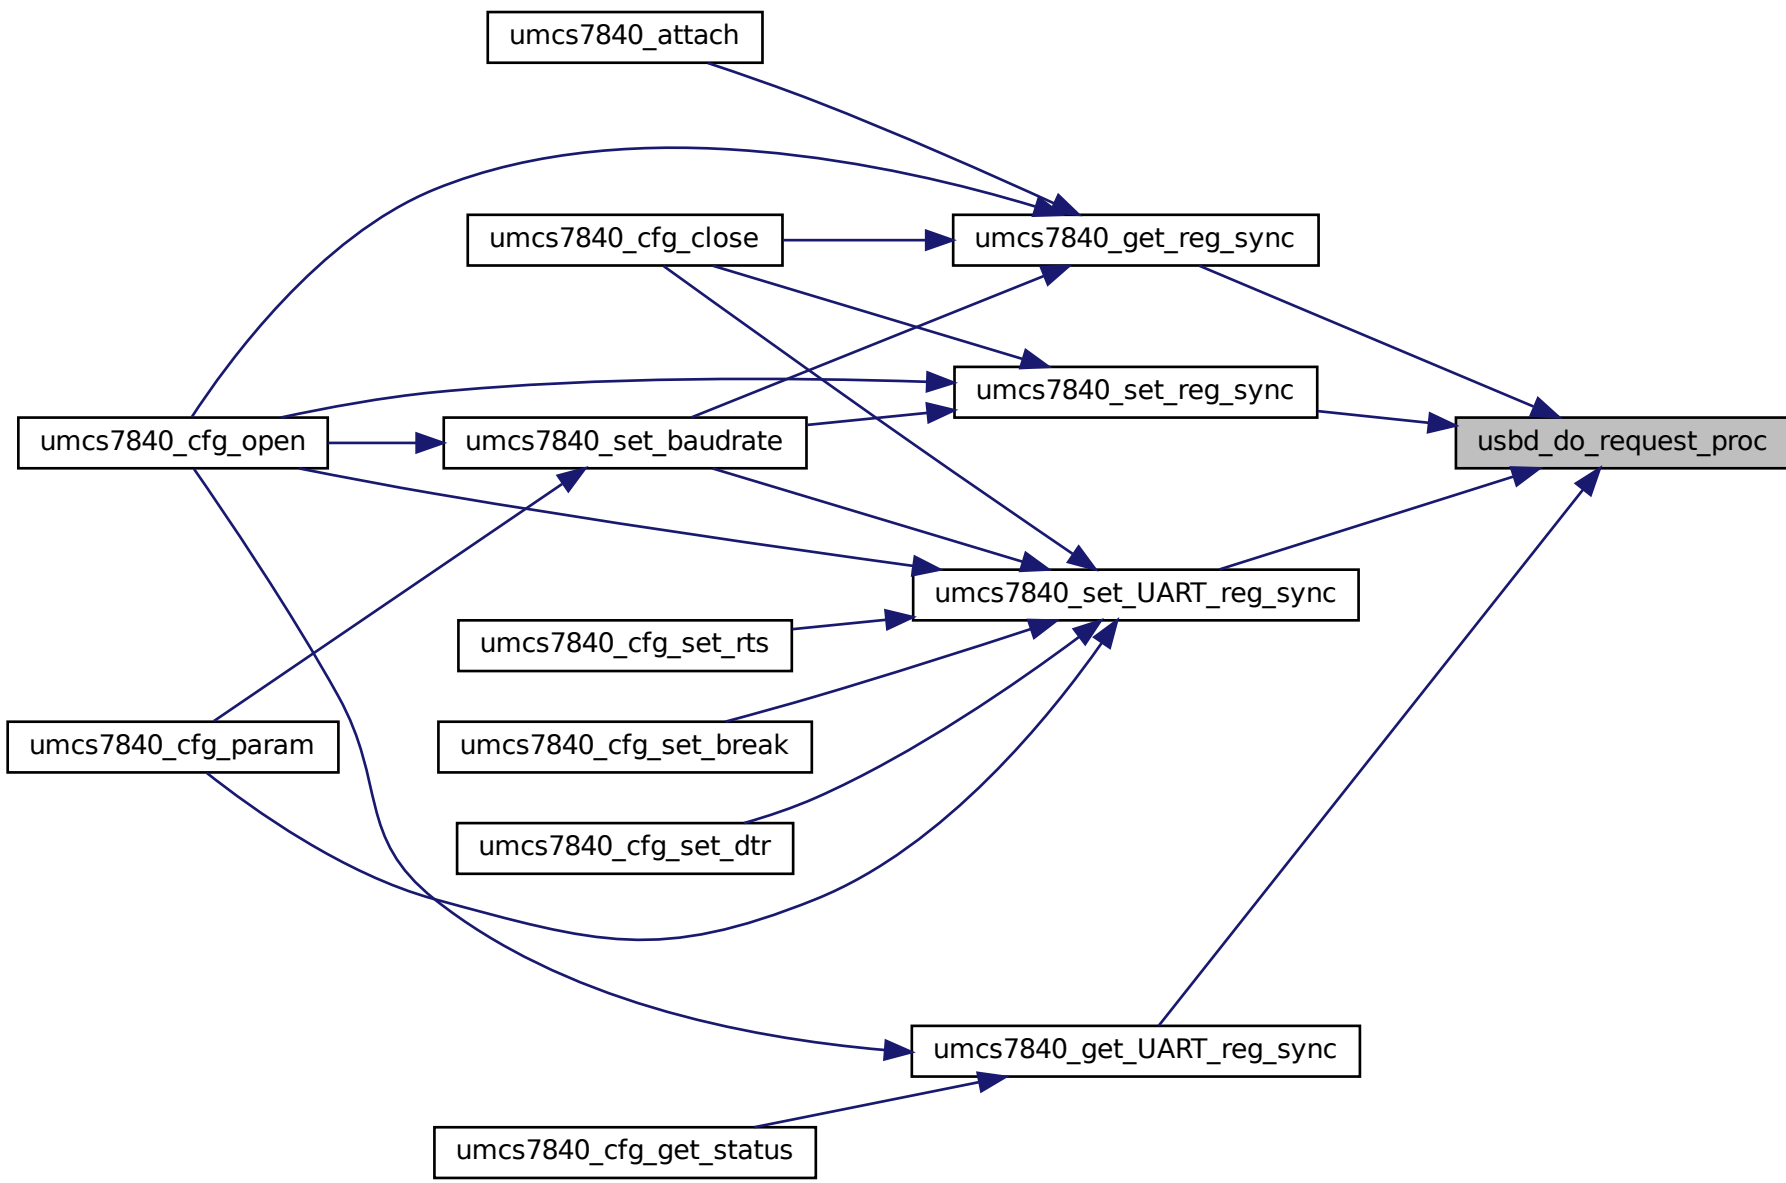 umcs7840_attach
umcs7840_cfg_close
umcs7840_get_reg_sync
umcs7840_set_reg_sync
umcs7840_cfg_open
umcs7840_set_baudrate
usbd_do_request_proc
umcs7840_set_UART_reg_sync
umcs7840_cfg_set_rts
umcs7840_cfg_param
umcs7840_cfg_set_break
umcs7840_cfg_set_dtr
umcs7840_get_UART_reg_sync
umcs7840_cfg_get_status